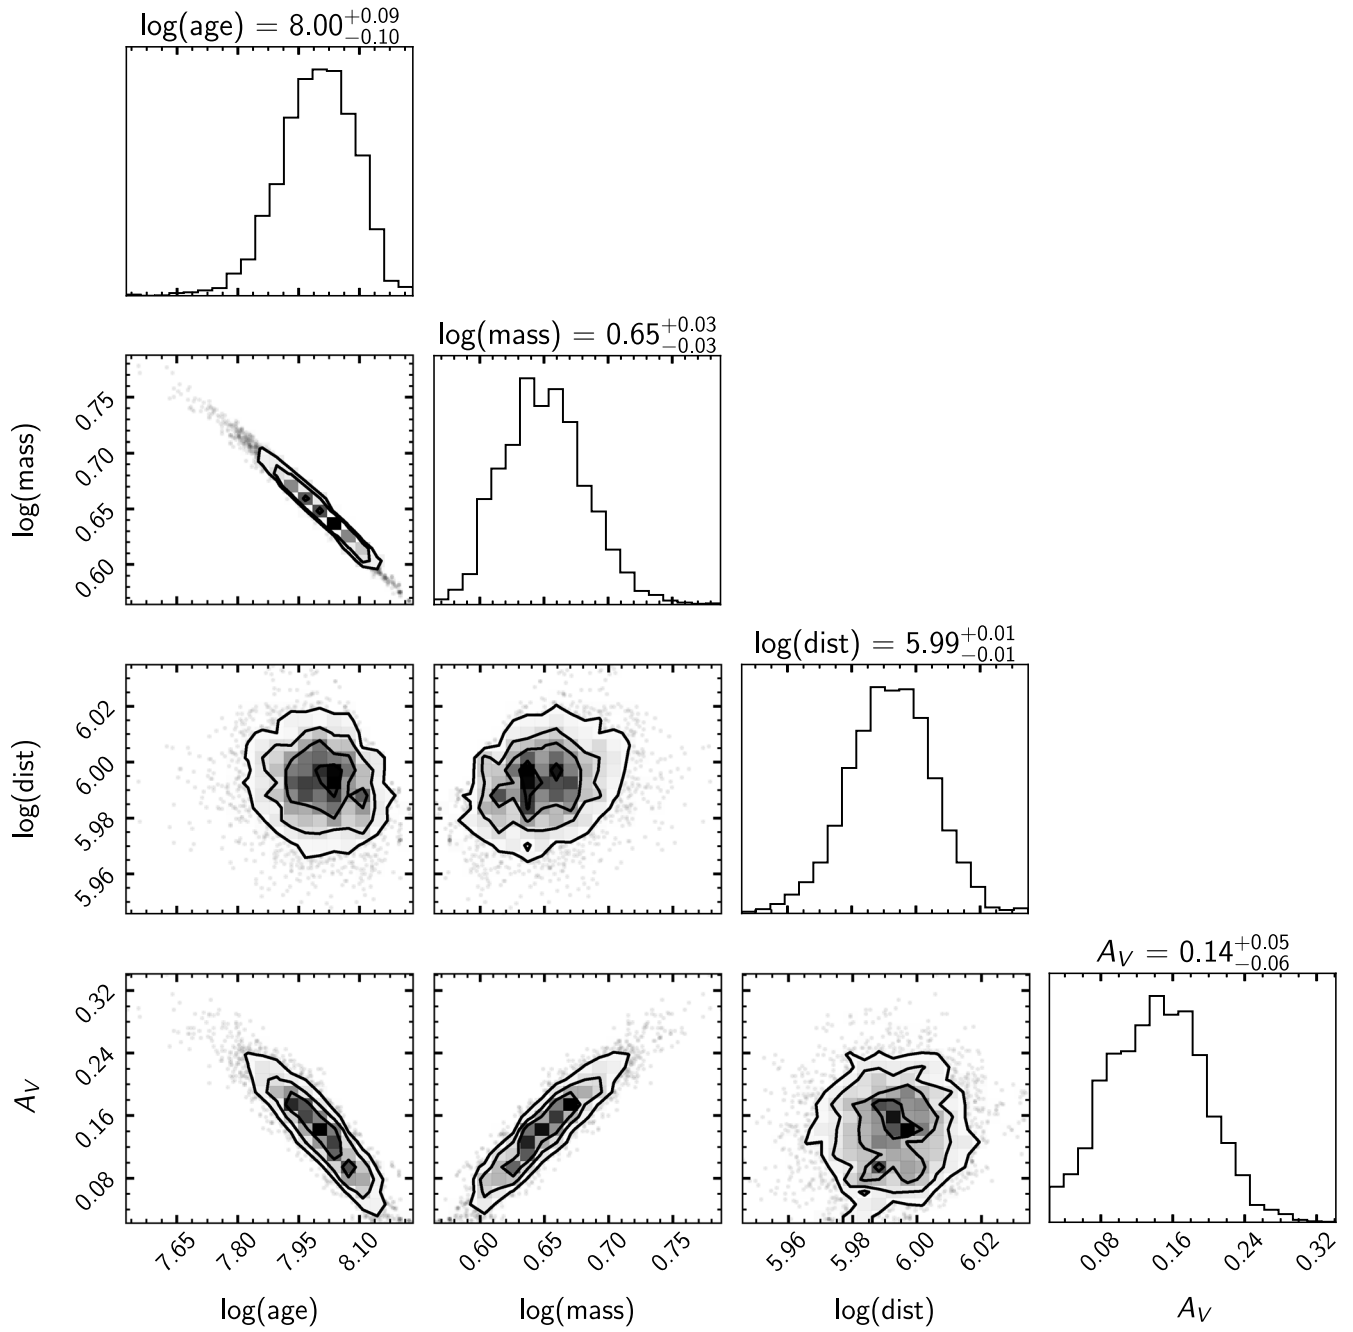 log(age) = 8.00^{+0.09}_{-0.10}
log(mass) = 0.65^{+0.03}_{-0.03}
0.75
0.70
0.65
0.60
log(mass)
log(dist) = 5.99^{+0.01}_{-0.01}
6.02
6.00
5.98
5.96
log(dist)
A_V = 0.14^{+0.05}_{-0.06}
0.32
0.24
0.16
0.08
A_V
7.65 7.80 7.95 8.10
0.60 0.65 0.70 0.75
5.96 5.98 6.00 6.02
0.08 0.16 0.24 0.32
log(age) log(mass) log(dist) A_V